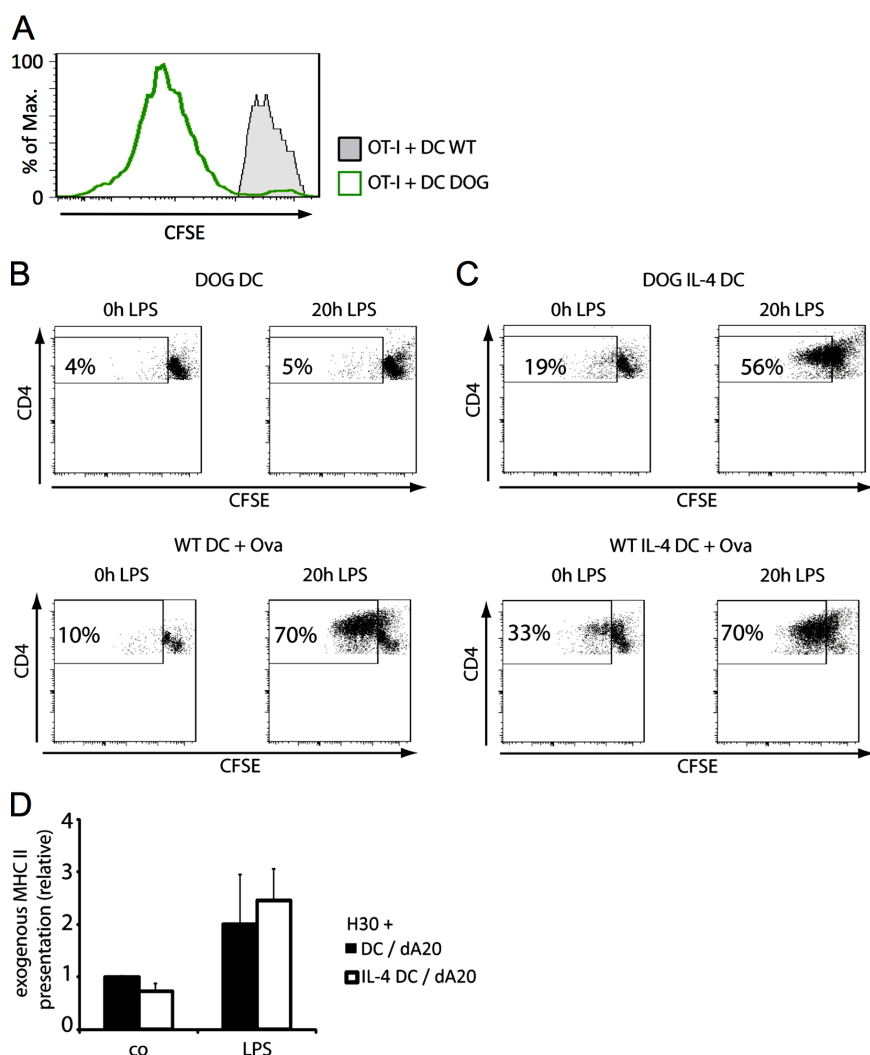 A
100
% of Max.
0
CFSE
OT-I + DC WT
OT-I + DC DOG
B
DOG DC
0h LPS
20h LPS
CD4
4%
5%
CFSE
WT DC + Ova
0h LPS
20h LPS
CD4
10%
70%
CFSE
C
DOG IL-4 DC
0h LPS
20h LPS
CD4
19%
56%
CFSE
WT IL-4 DC + Ova
0h LPS
20h LPS
CD4
33%
70%
CFSE
D
exogenous MHC II
presentation (relative)
4
3
2
1
0
co
LPS
H30 +
DC / dA20
IL-4 DC / dA20